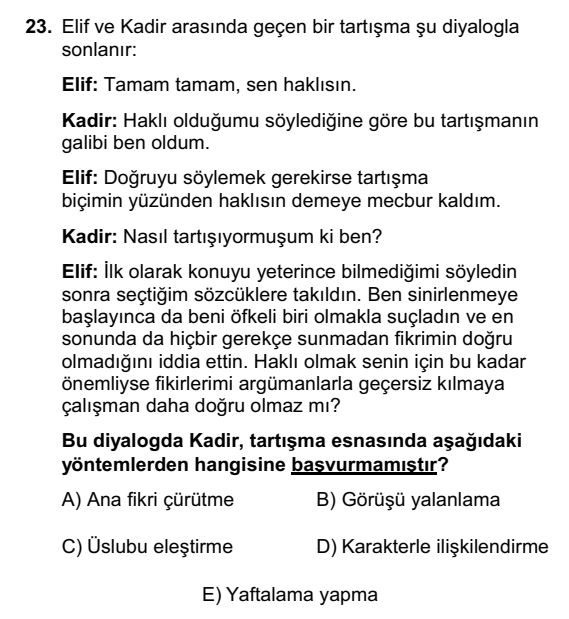 23. Elif ve Kadir arasında geçen bir tartışma şu diyalogla
sonlanır:
Elif: Tamam tamam, sen haklısın.
Kadir: Haklı olduğumu söylediğine göre bu tartışmanın
galibi ben oldum.
Elif: Doğruyu söylemek gerekirse tartışma
biçimin yüzünden haklısın demeye mecbur kaldım.
Kadir: Nasıl tartışıyormuşum ki ben?
Elif: İlk olarak konuyu yeterince bilmediğimi söyledin
sonra seçtiğim sözcüklere takıldın. Ben sinirlenmeye
başlayınca da beni öfkeli biri olmakla suçladın ve en
sonunda da hiçbir gerekçe sunmadan fikrimin doğru
olmadığını iddia ettin. Haklı olmak senin için bu kadar
önemliyse fikirlerimi argümanlarla geçersiz kılmaya
çalışman daha doğru olmaz mı?
Bu diyalogda Kadir, tartışma esnasında aşağıdaki
yöntemlerden hangisine başvurmamıştır?
A) Ana fikri çürütme B) Görüşü yalanlama
C) Üslubu eleştirme D) Karakterle ilişkilendirme
E) Yaftalama yapma